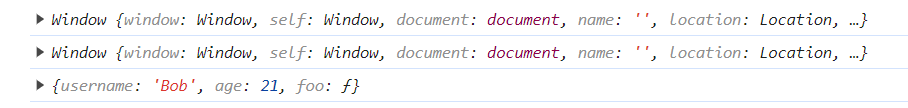 ▶ Window {window: Window, self: Window, document: document, name: '', location: Location, …}
▶ Window {window: Window, self: Window, document: document, name: '', location: Location, …}
▶ {username: 'Bob', age: 21, foo: ƒ}